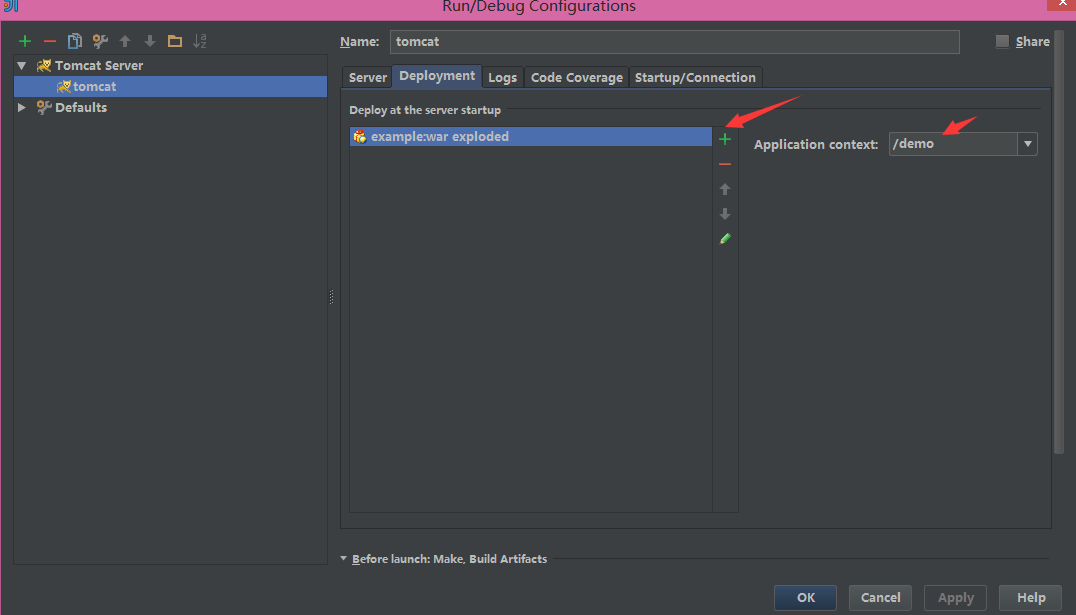 Run/Debug Configurations
Name: tomcat
Share
Tomcat Server
tomcat
Defaults
Server Deployment Logs Code Coverage Startup/Connection
Deploy at the server startup
example:war exploded
Application context: /demo
Before launch: Make, Build Artifacts
OK Cancel Apply Help